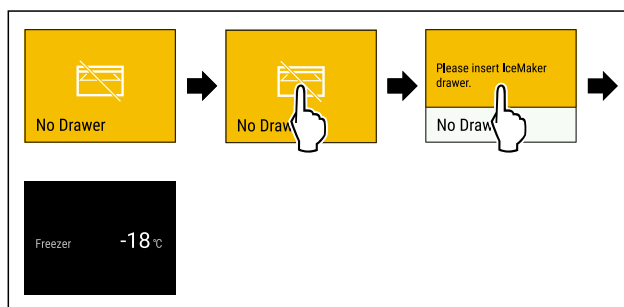 No Drawer
No Draw
Please insert IceMaker
drawer.
No Draw
Freezer -18 °C